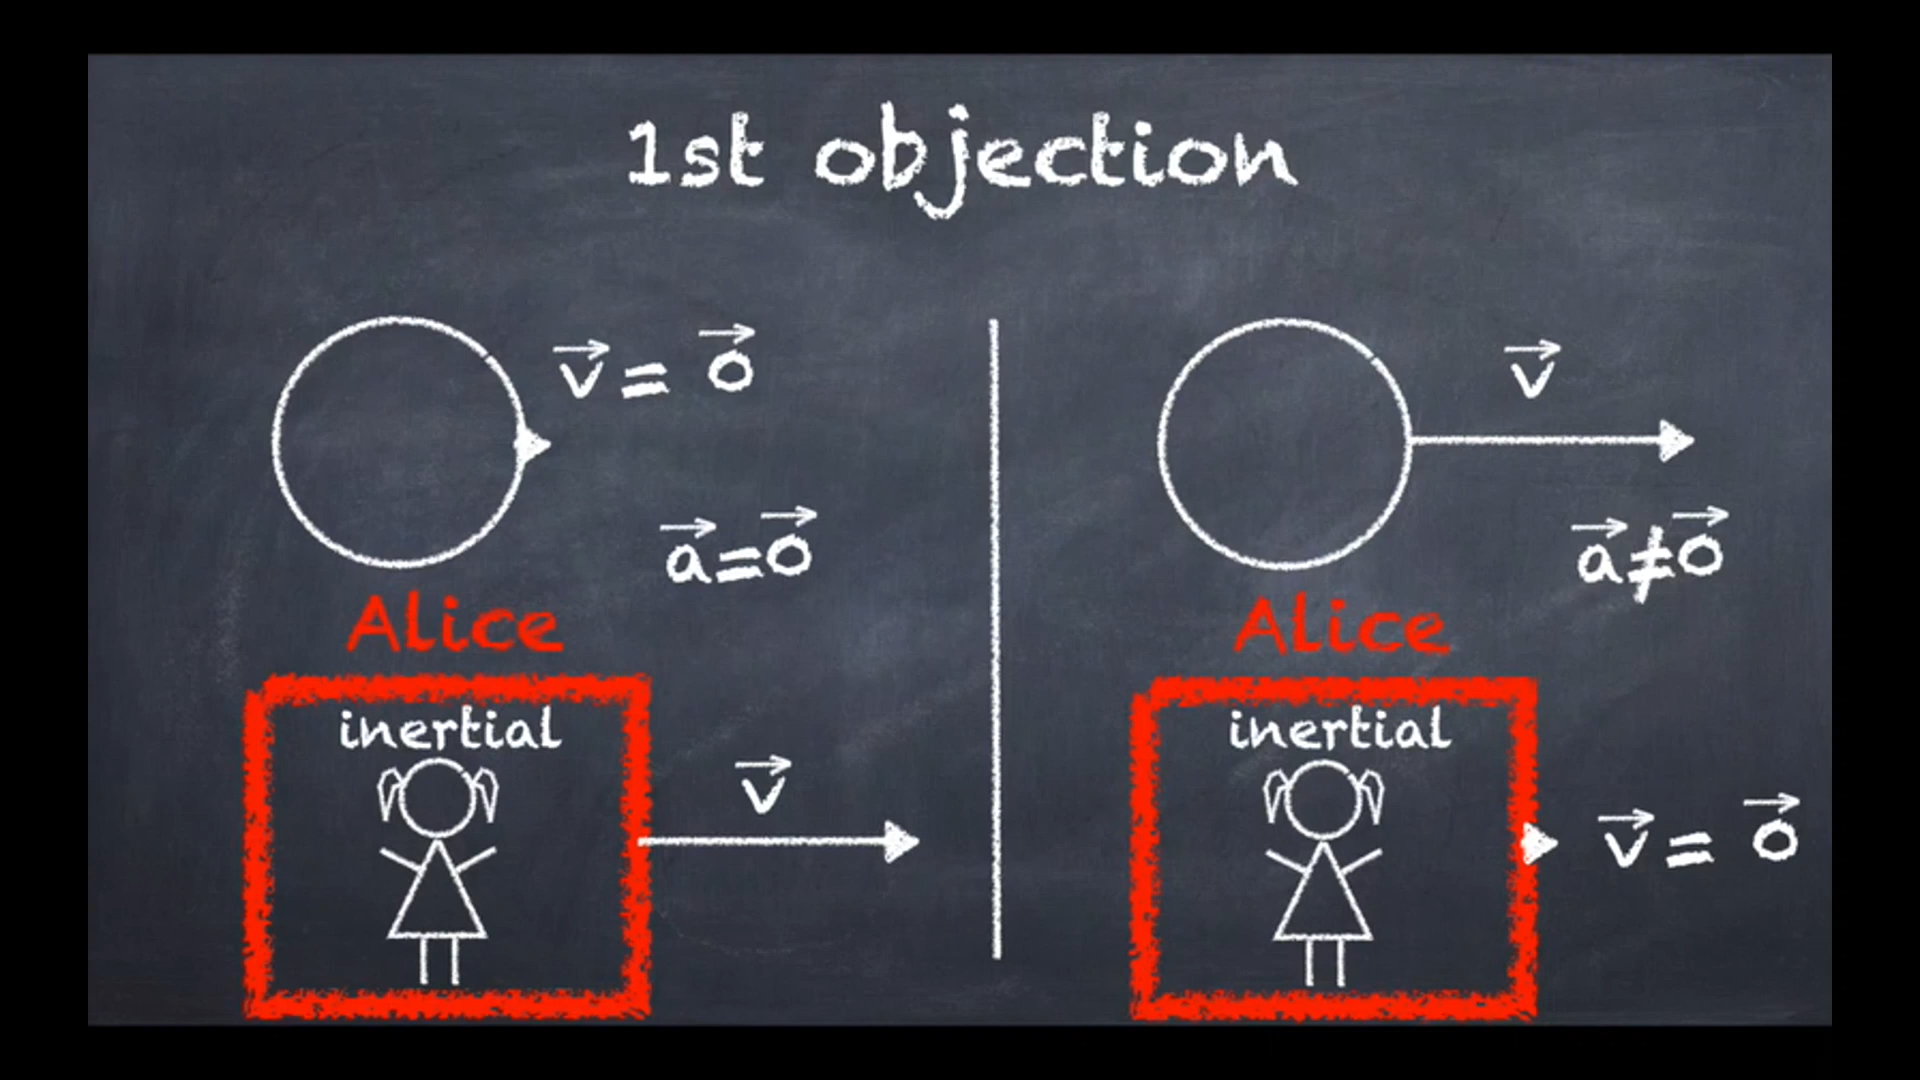 1st objection
v⃗ = 0⃗
a⃗=0⃗
Alice
inertial
v⃗
v⃗
a⃗≠0⃗
Alice
inertial
v⃗ = 0⃗